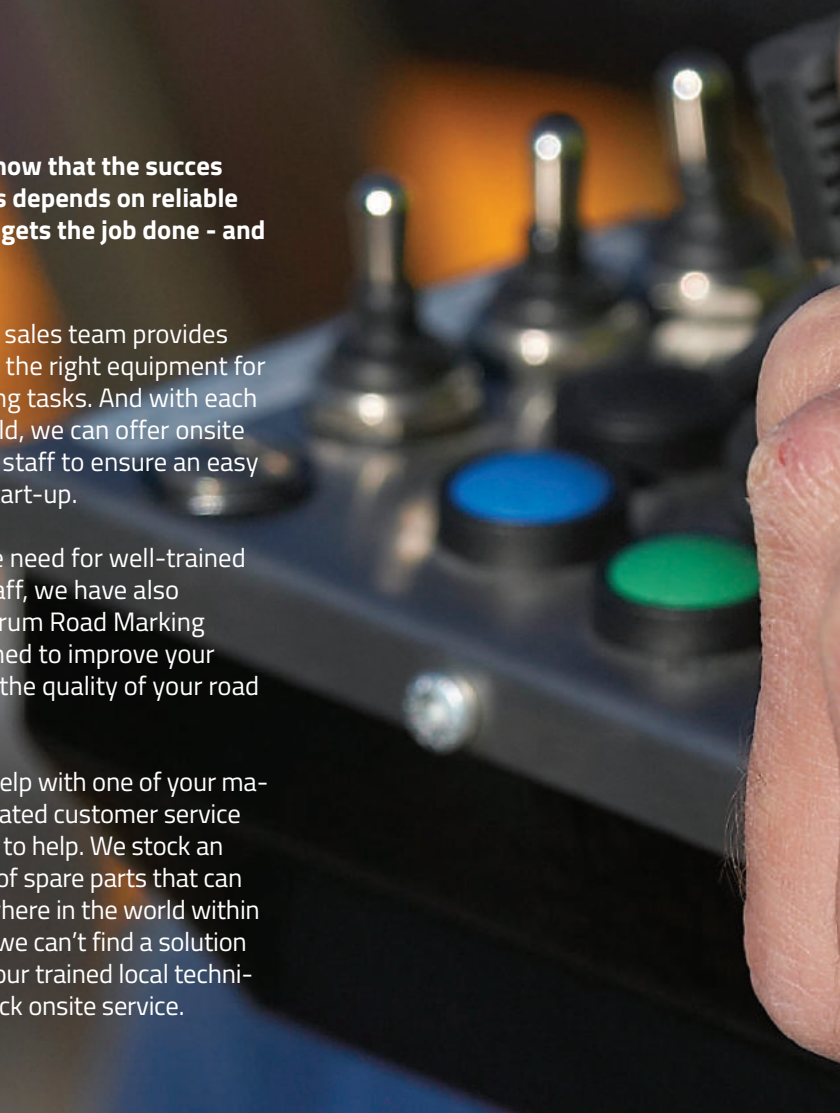 now that the succes
s depends on reliable
gets the job done - and
sales team provides
the right equipment for
ng tasks. And with each
ld, we can offer onsite
staff to ensure an easy
art-up.
e need for well-trained
aff, we have also
rum Road Marking
ned to improve your
the quality of your road
elp with one of your ma-
ated customer service
to help. We stock an
of spare parts that can
here in the world within
we can't find a solution
our trained local techni-
ck onsite service.